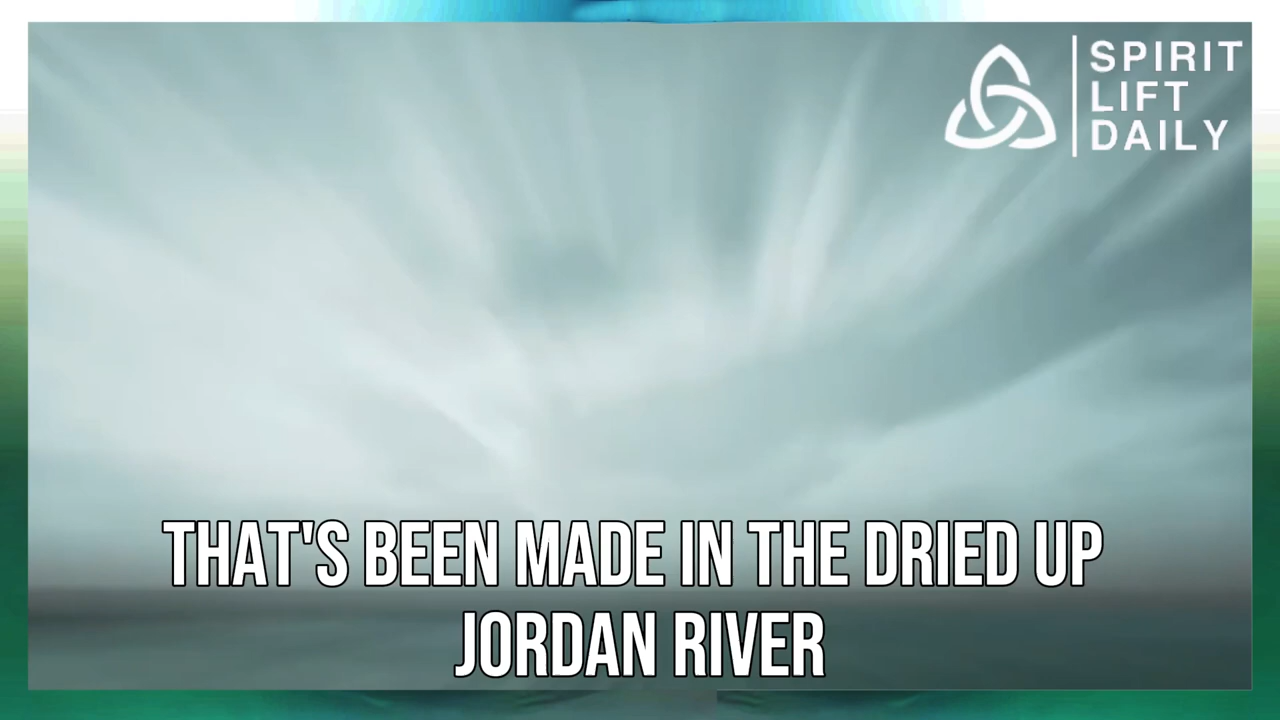 SPIRIT
LIFT
DAILY
THAT'S BEEN MADE IN THE DRIED UP
JORDAN RIVER